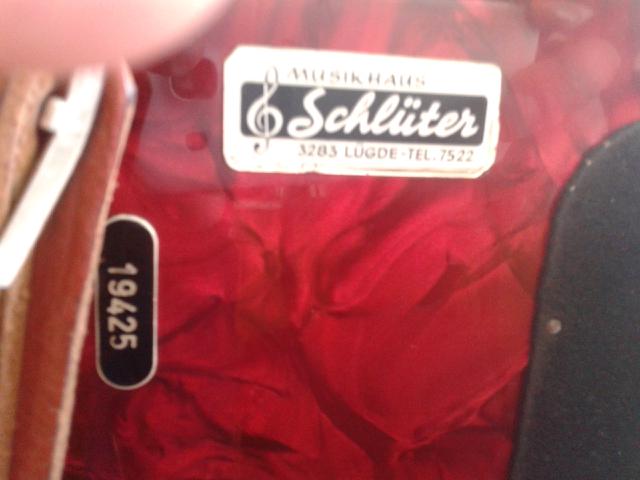 MUSIKHAUS
Schlüter
3283 LÜGDE-TEL.7522
19425